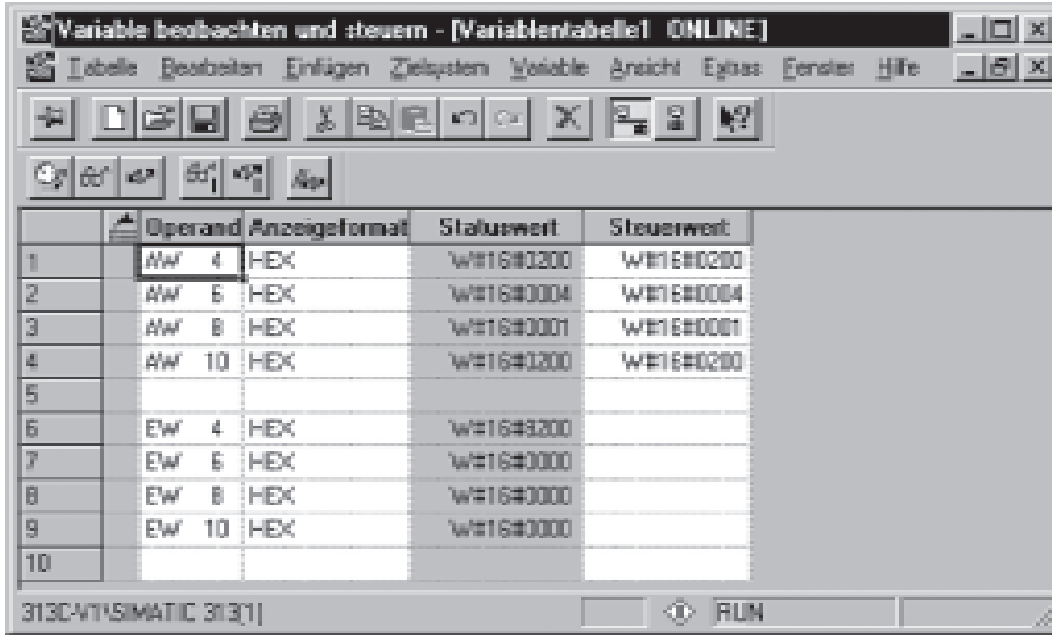 Variable beobachten und steuern - [Variablentabelle1 ONLINE]
Tabelle Bearbeiten Einfügen Zielsystem Variable Ansicht Extras Fenster Hilfe
Operand Anzeigeformat Statuswert Steuerwert
1 AW 4 HEX W#16#0200 W#16#0200
2 AW 6 HEX W#16#0004 W#16#0004
3 AW 8 HEX W#16#0001 W#16#0001
4 AW 10 HEX W#16#0200 W#16#0200
5
6 EW 4 HEX
7 EW 6 HEX W#16#0000
8 EW 8 HEX W#16#0000
9 EW 10 HEX W#16#0000
10
RUN